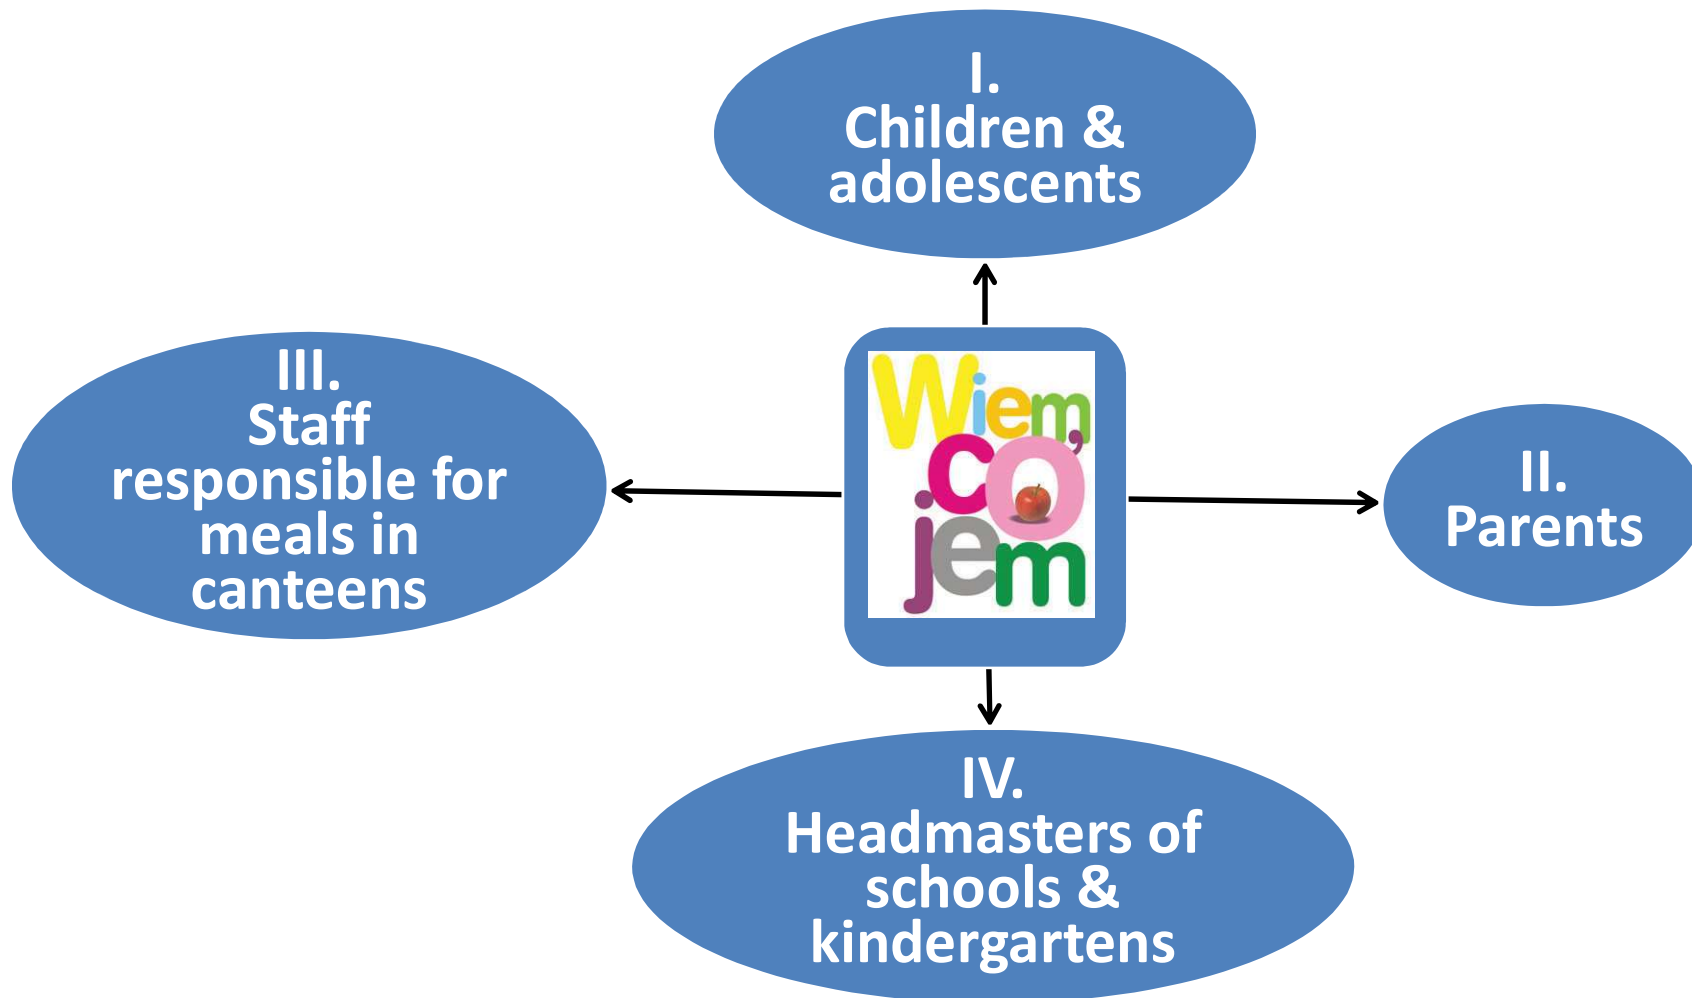 I.
Children &
adolescents
III.
Staff
responsible for
meals in
canteens
Wiem,
co
jem
II.
Parents
IV.
Headmasters of
schools &
kindergartens